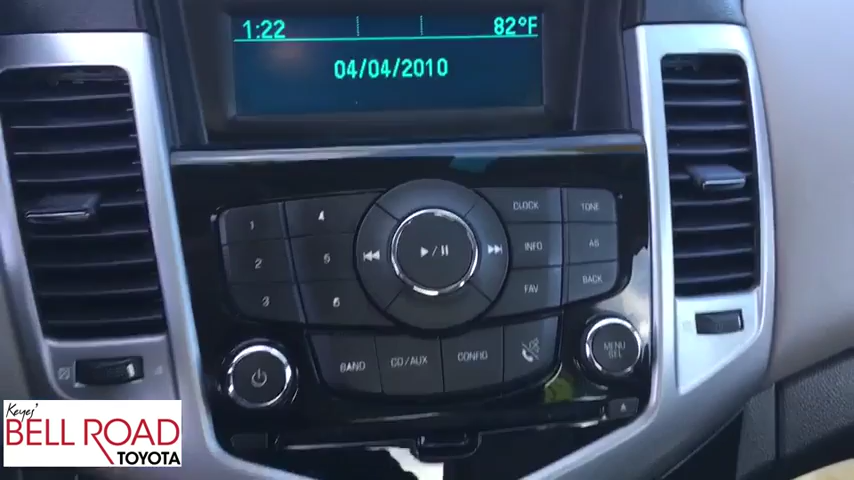 1:22 82°F
04/04/2010
1 4 CLOCK TONE
2 5 INFO AS
3 6 FAV BACK
BAND CD/AUX CONFIG
MENU
SEL
Keyes'
BELL ROAD
TOYOTA